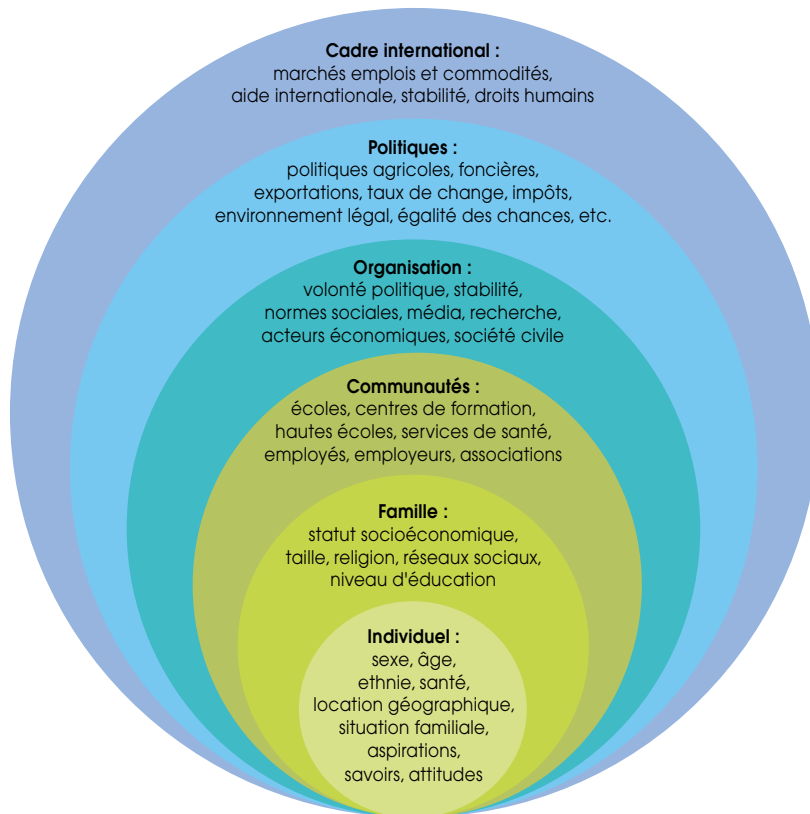 Cadre international :
marchés emplois et commodités,
aide internationale, stabilité, droits humains
Politiques :
politiques agricoles, foncières,
exportations, taux de change, impôts,
environnement légal, égalité des chances, etc.
Organisation :
volonté politique, stabilité,
normes sociales, média, recherche,
acteurs économiques, société civile
Communautés :
écoles, centres de formation,
hautes écoles, services de santé,
employés, employeurs, associations
Famille :
statut socioéconomique,
taille, religion, réseaux sociaux,
niveau d'éducation
Individuel :
sexe, âge,
ethnie, santé,
location géographique,
situation familiale,
aspirations,
savoirs, attitudes